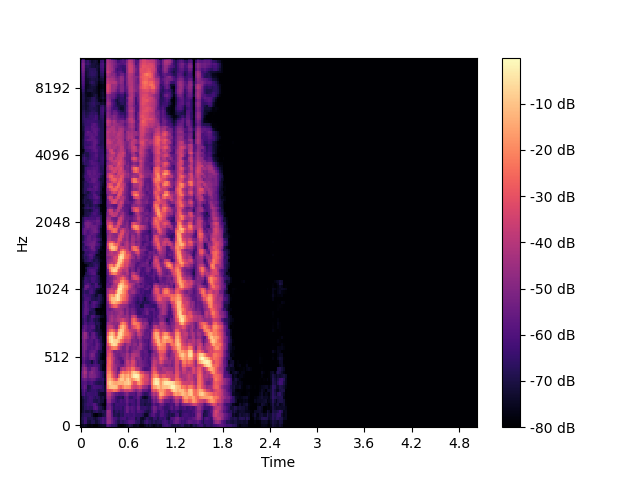 8192
4096
2048
1024
512
0
Hz
0 0.6 1.2 1.8 2.4 3 3.6 4.2 4.8
Time
-10 dB
-20 dB
-30 dB
-40 dB
-50 dB
-60 dB
-70 dB
-80 dB